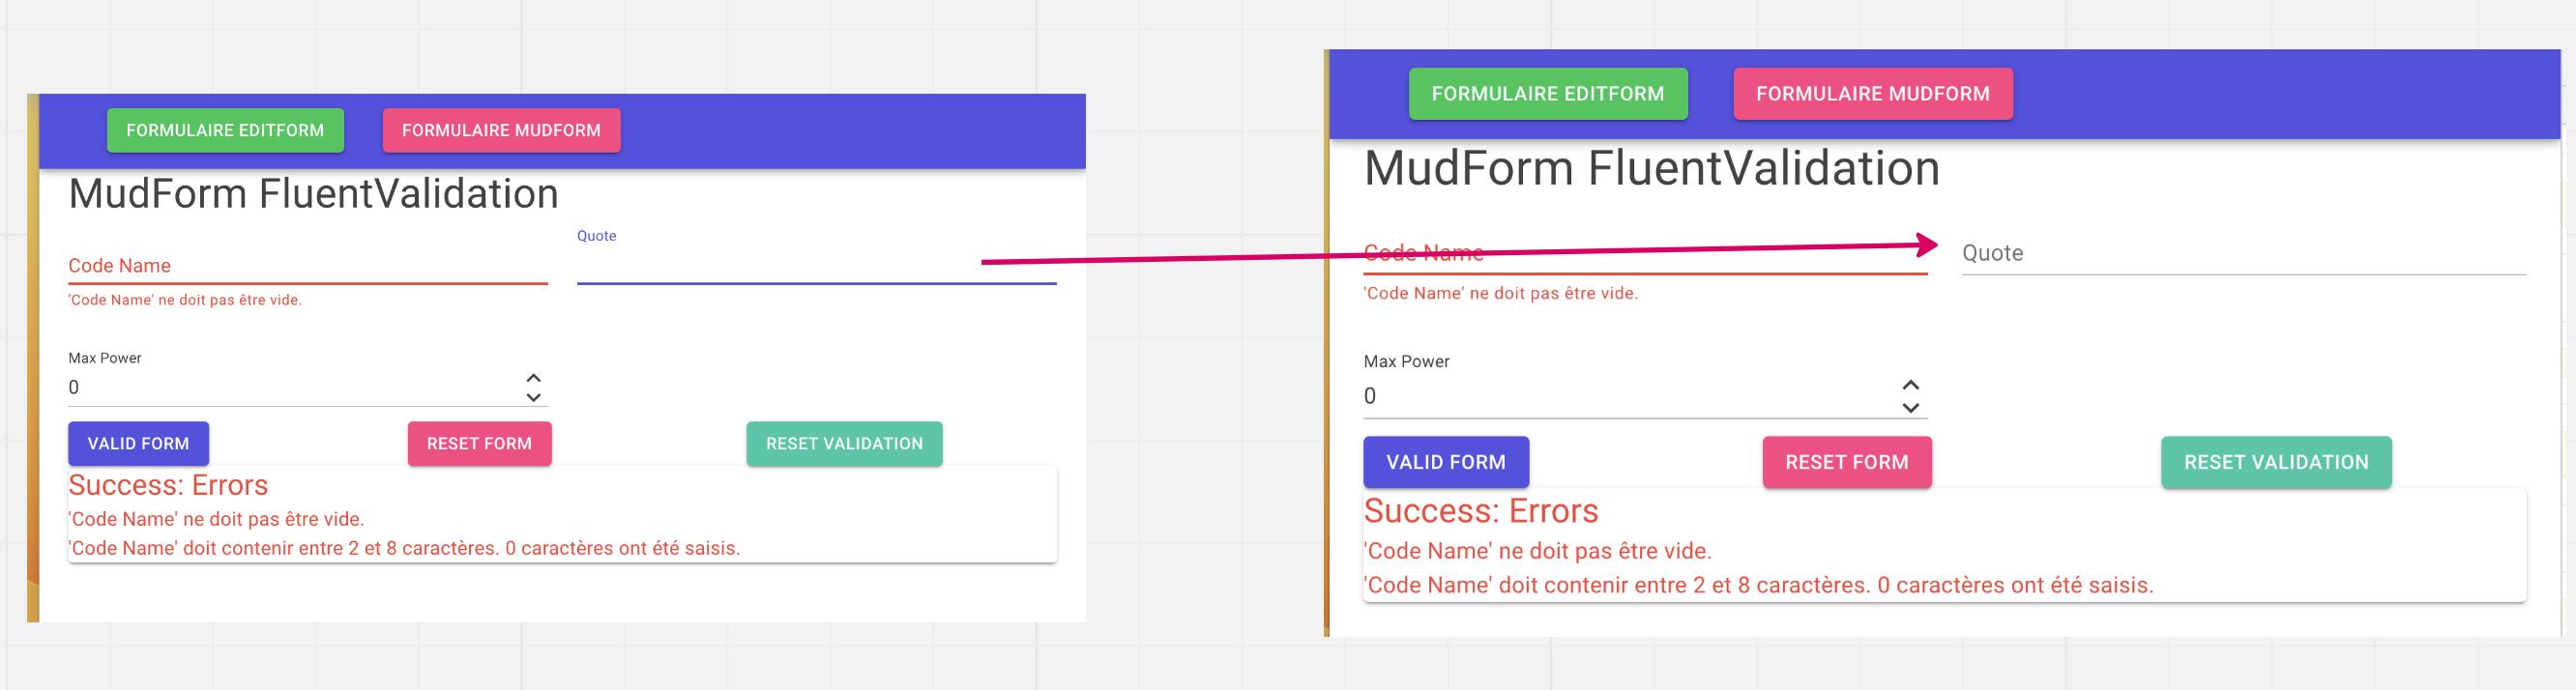 FORMULAIRE EDITFORM FORMULAIRE MUDFORM
MudForm FluentValidation
Quote
Code Name
'Code Name' ne doit pas être vide.
Max Power
0
VALID FORM RESET FORM RESET VALIDATION
Success: Errors
'Code Name' ne doit pas être vide.
'Code Name' doit contenir entre 2 et 8 caractères. 0 caractères ont été saisis.
FORMULAIRE EDITFORM FORMULAIRE MUDFORM
MudForm FluentValidation
Code Name Quote
'Code Name' ne doit pas être vide.
Max Power
0
VALID FORM RESET FORM RESET VALIDATION
Success: Errors
'Code Name' ne doit pas être vide.
'Code Name' doit contenir entre 2 et 8 caractères. 0 caractères ont été saisis.